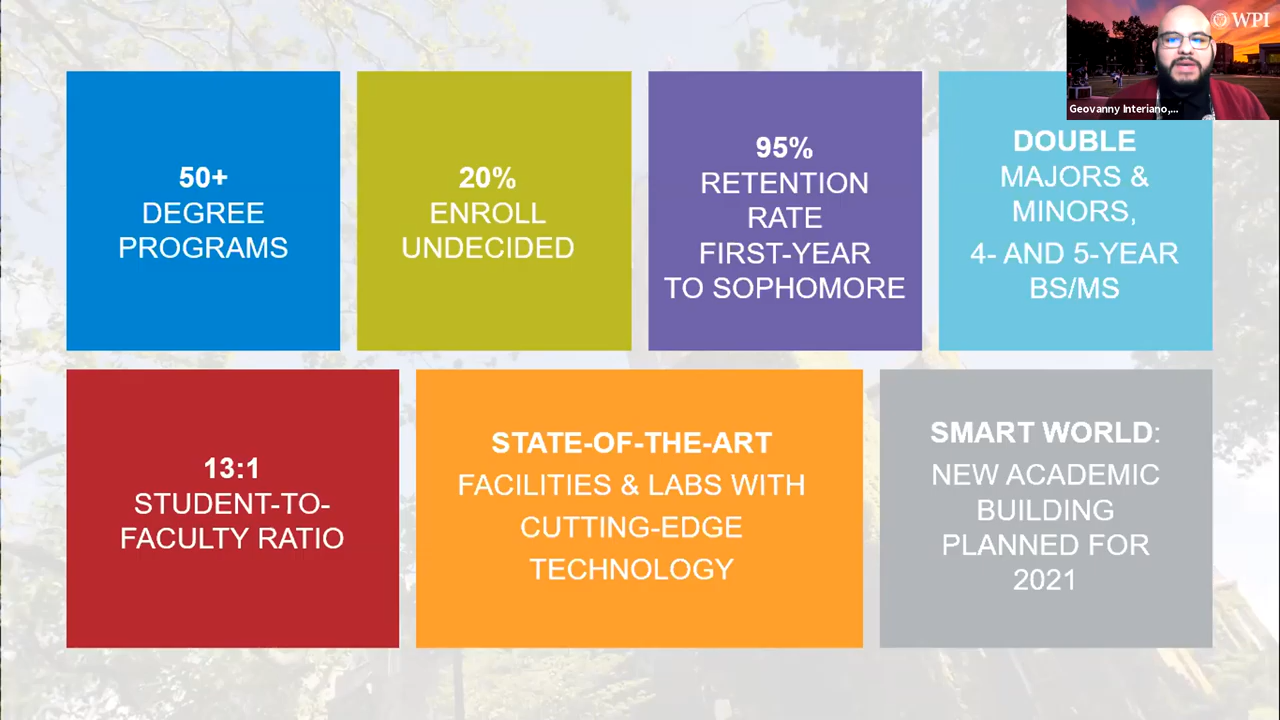 WPI
Geovanny Interiano,...
50+
DEGREE
PROGRAMS
20%
ENROLL
UNDECIDED
95%
RETENTION
RATE
FIRST-YEAR
TO SOPHOMORE
DOUBLE
MAJORS &
MINORS,
4- AND 5-YEAR
BS/MS
13:1
STUDENT-TO-
FACULTY RATIO
STATE-OF-THE-ART
FACILITIES & LABS WITH
CUTTING-EDGE
TECHNOLOGY
SMART WORLD:
NEW ACADEMIC
BUILDING
PLANNED FOR
2021